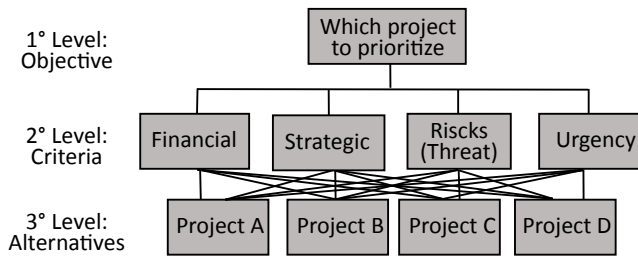 1° Level:
Objective
Which project
to prioritize
2° Level:
Criteria
Financial
Strategic
Riscks
(Threat)
Urgency
3° Level:
Alternatives
Project A
Project B
Project C
Project D